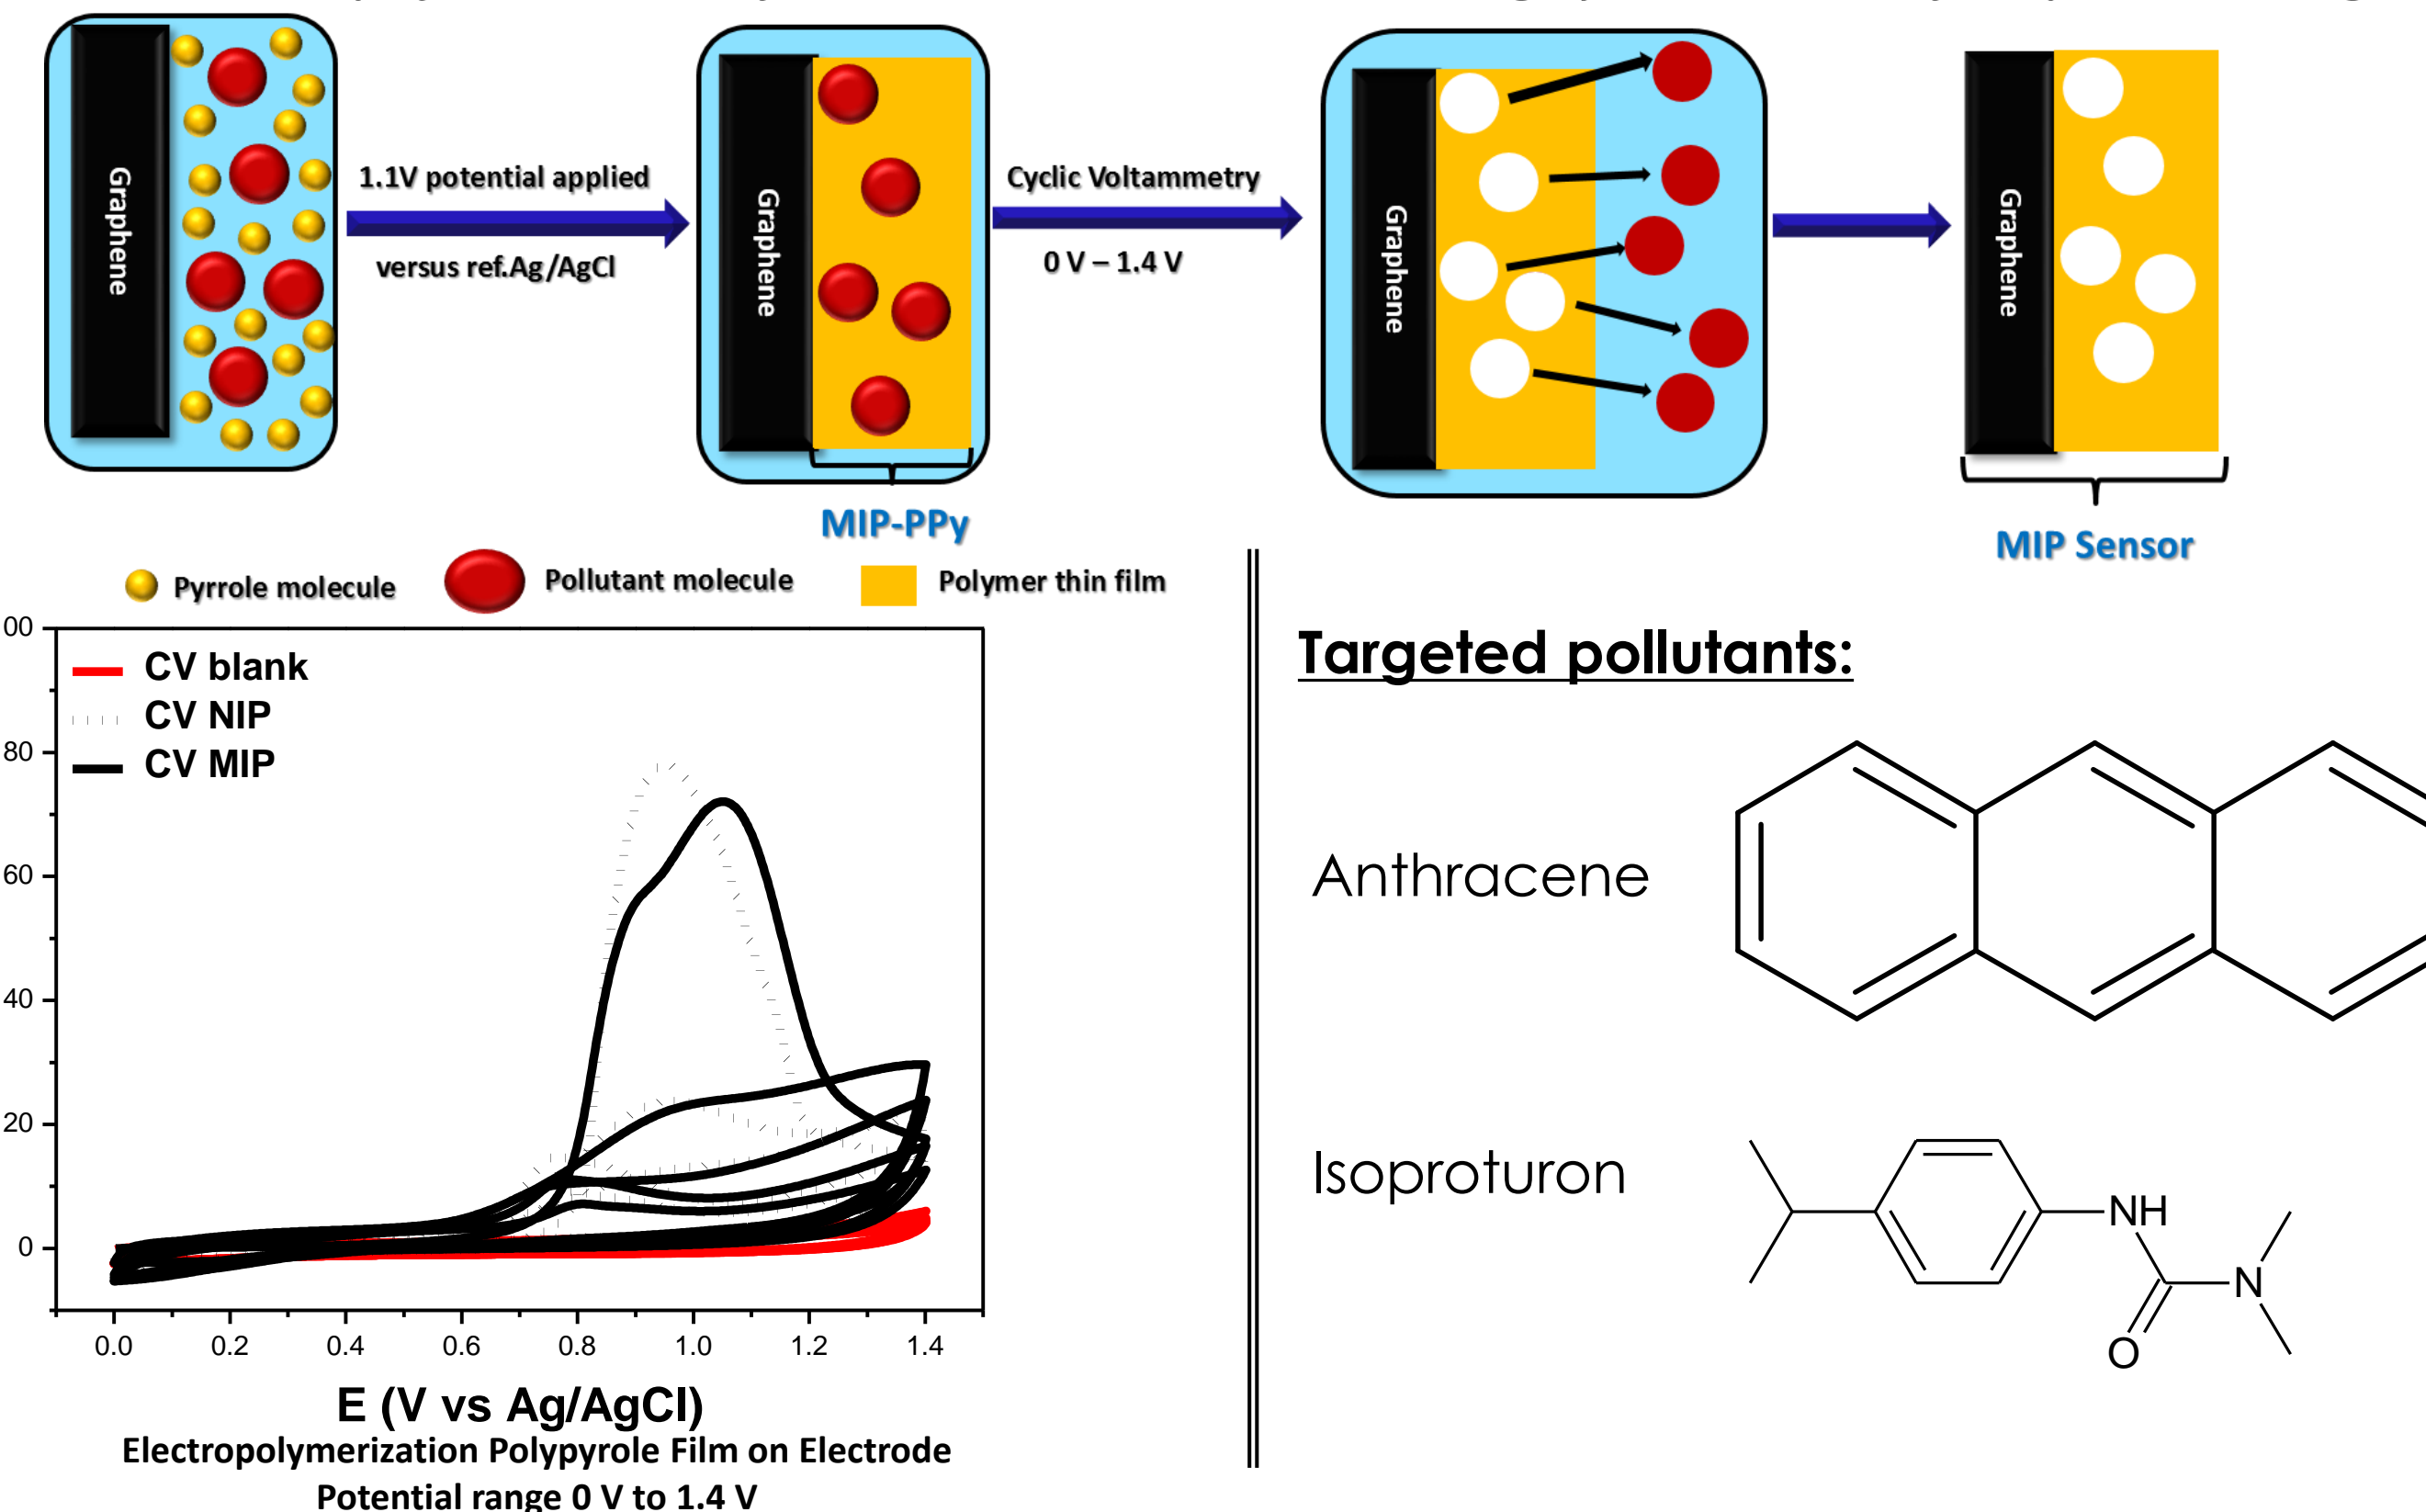 Graphene
1.1V potential applied
versus ref.Ag/AgCl
Graphene
MIP-PPy
Cyclic Voltammetry
0 V – 1.4 V
Graphene
Graphene
MIP Sensor
Pyrrole molecule
Pollutant molecule
Polymer thin film
CV blank
CV NIP
CV MIP
00
80
60
40
20
0
0.0 0.2 0.4 0.6 0.8 1.0 1.2 1.4
E (V vs Ag/AgCl)
Electropolymerization Polypyrole Film on Electrode
Potential range 0 V to 1.4 V
Targeted pollutants:
Anthracene
Isoproturon
NH
N
O